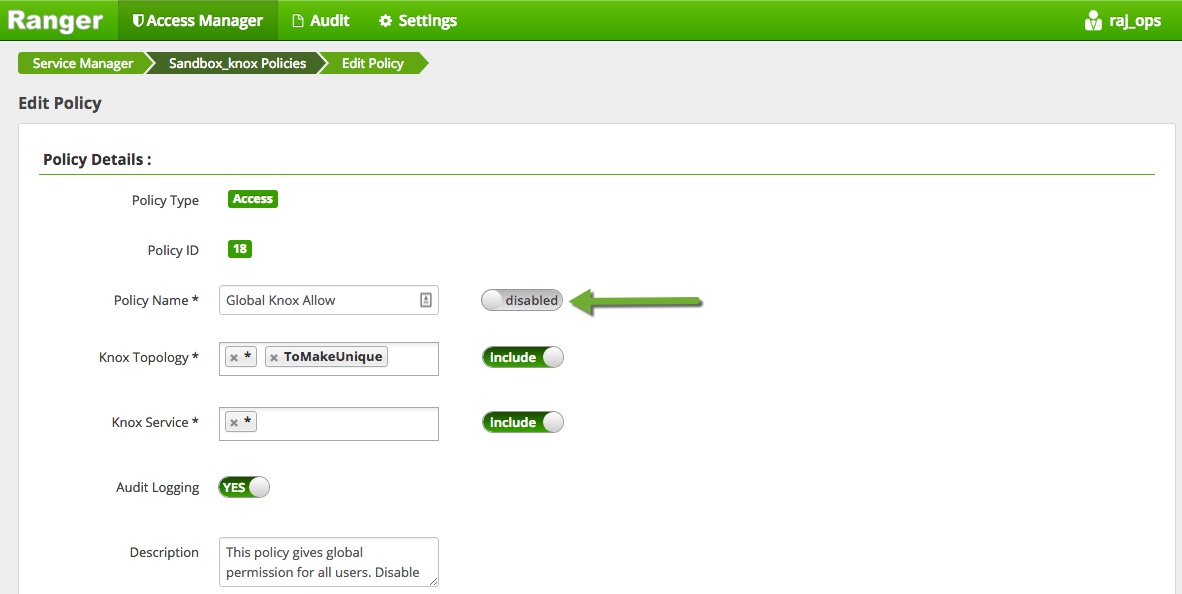 Ranger Access Manager Audit Settings raj_ops
Service Manager Sandbox_knox Policies Edit Policy
Edit Policy
Policy Details :
Policy Type Access
Policy ID 18
Policy Name * Global Knox Allow disabled
Knox Topology * × * × ToMakeUnique Include
Knox Service * × * Include
Audit Logging YES
Description This policy gives global
permission for all users. Disable